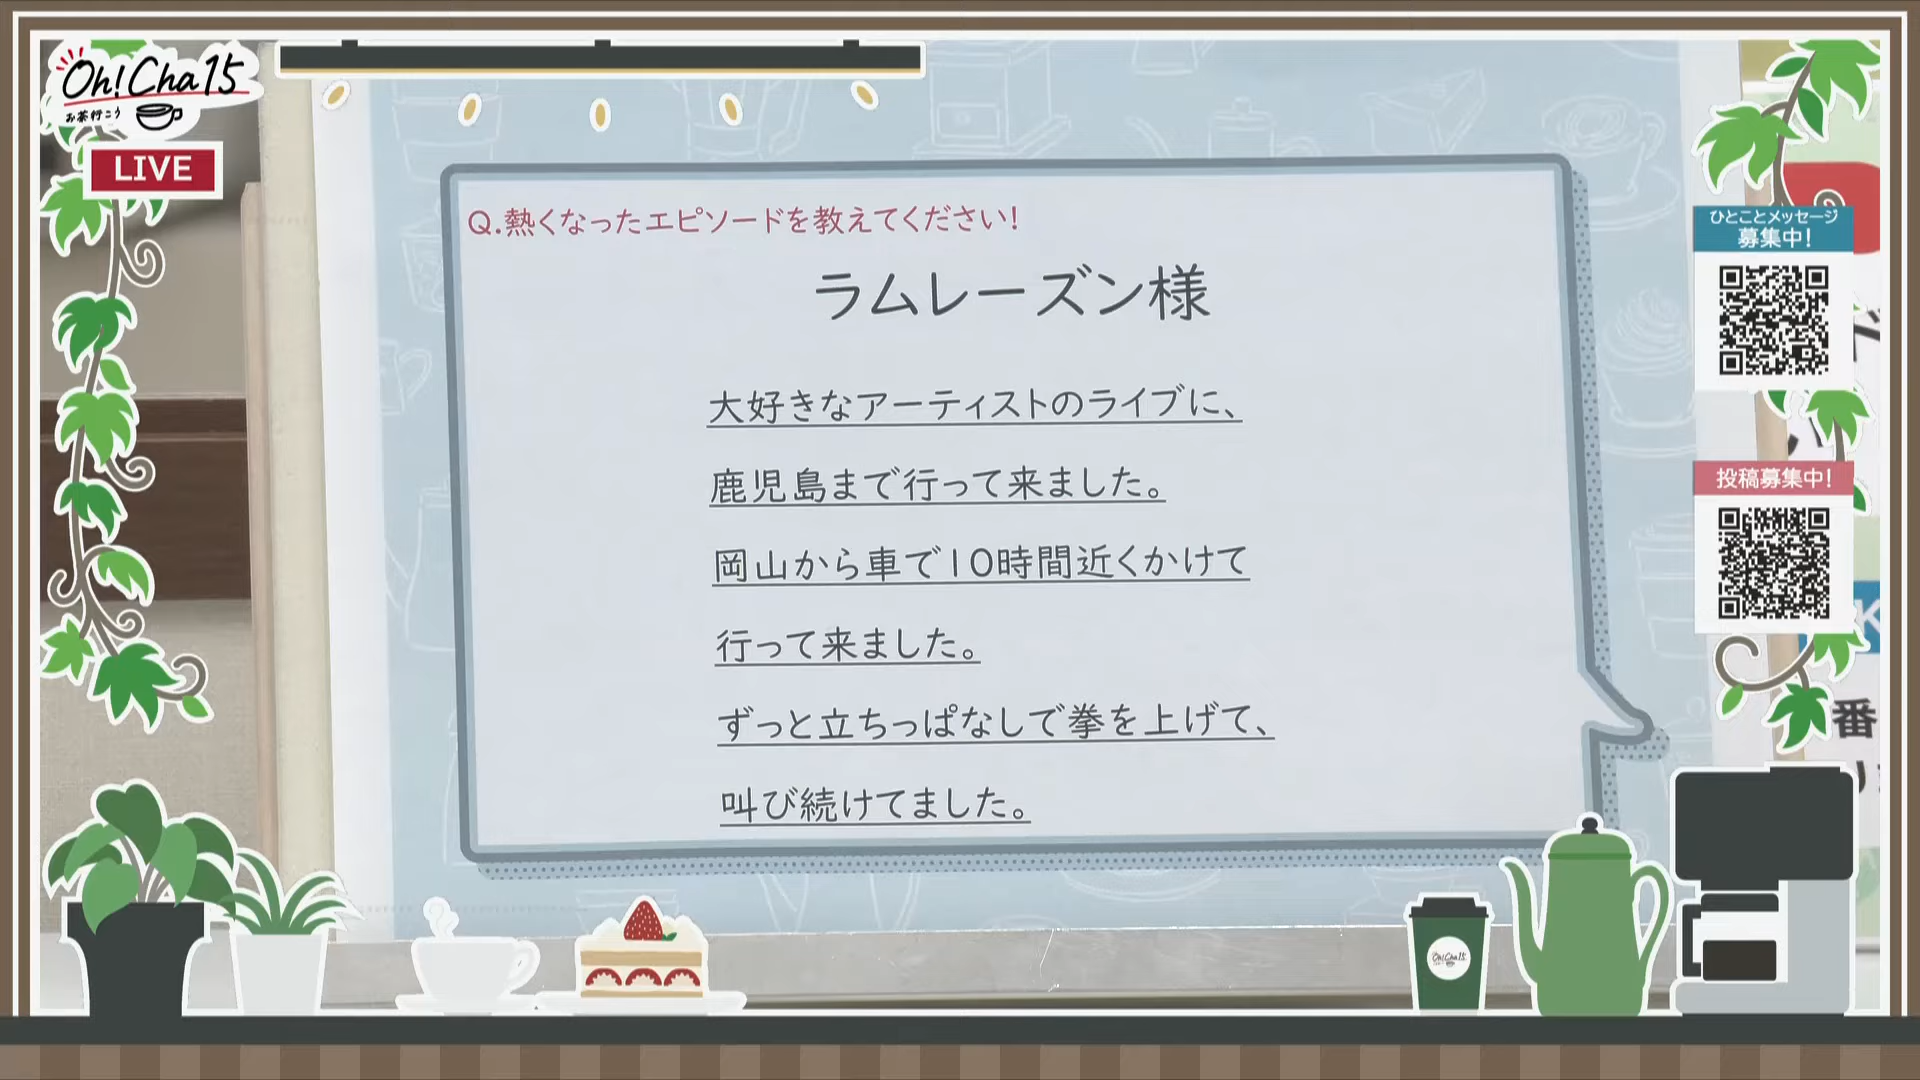 Oh!Cha15
お茶行こう
LIVE
Q.熱くなったエピソードを教えてください!
ラムレーズン様
大好きなアーティストのライブに、
鹿児島まで行って来ました。
岡山から車で10時間近くかけて
行って来ました。
ずっと立ちっぱなしで拳を上げて、
叫び続けてました。
ひとことメッセージ
募集中!
投稿募集中!
K
番
Oh!Cha15